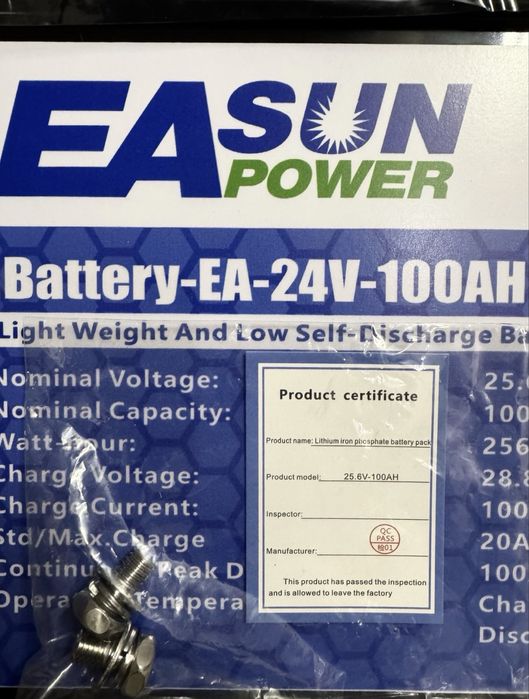 EASUN
POWER
Battery-EA-24V-100AH
Light Weight And Low Self-Discharge Ba
Nominal Voltage: 25.
Nominal Capacity: 100
Watt-hour: 256
Charge Voltage: 28.8
Charge Current: 100
Std/Max.Charge 20A
Continu Peak D 100
Opera Tempera Cha
Disc
Product certificate
Product name: Lithium iron phosphate battery pack
Product model: 25.6V-100AH
Inspector:
QC
PASS
检01
Manufacturer:
This product has passed the inspection
and is allowed to leave the factory